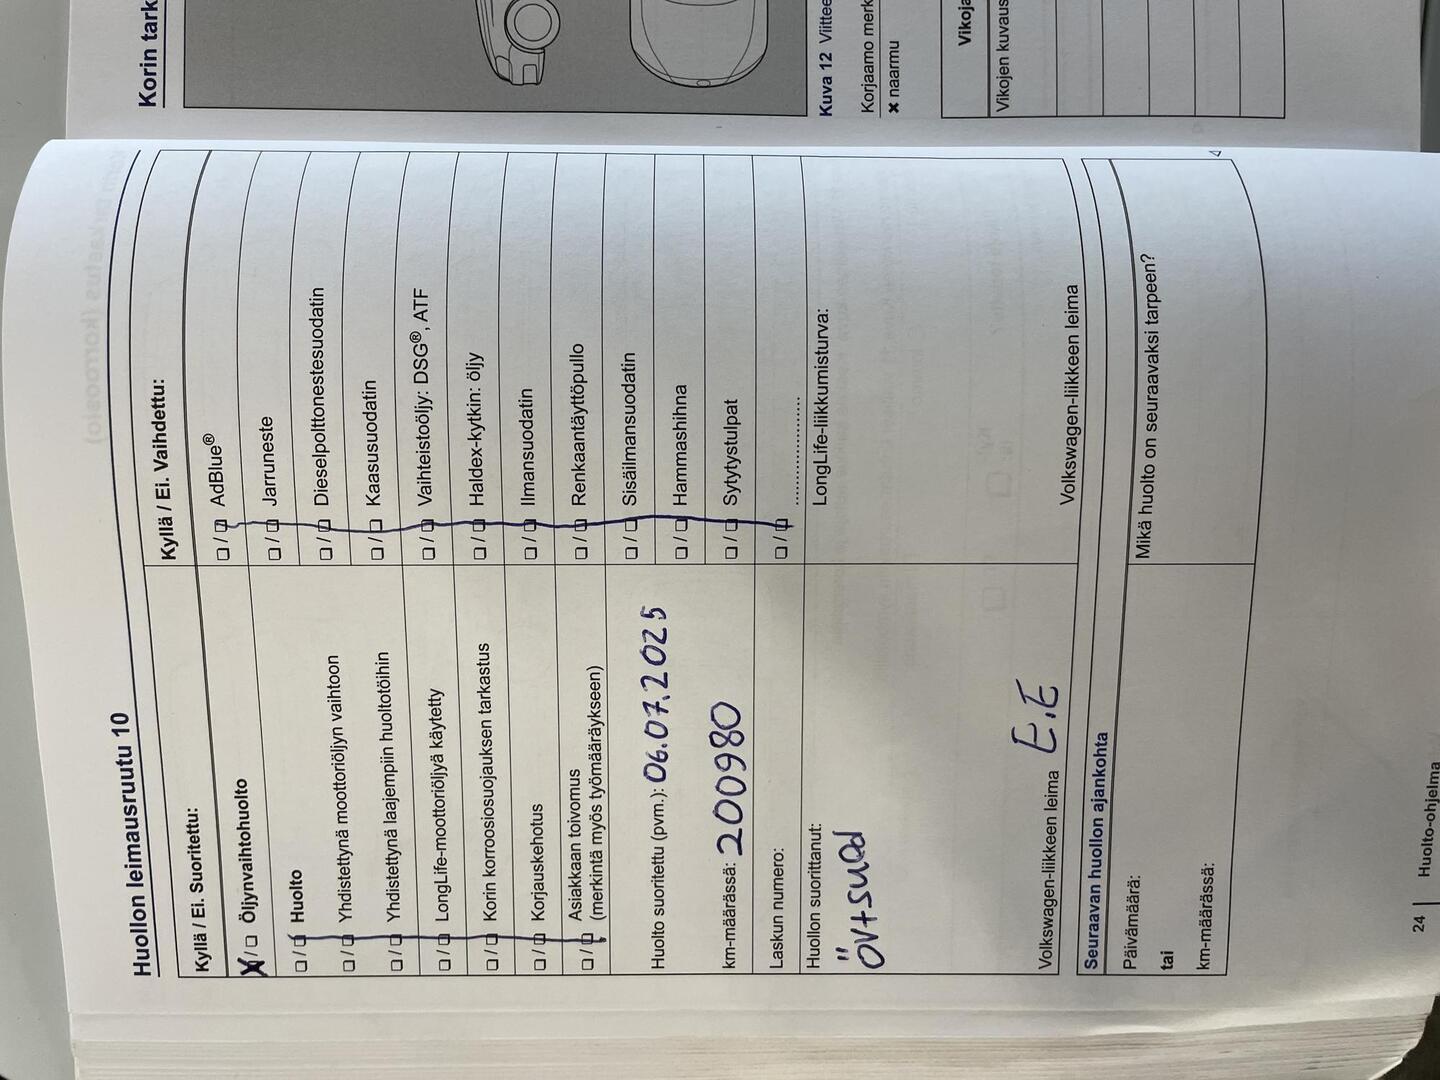 Huollon leimausruutu 10
Kyllä / Ei. Suoritettu:
Öljynvaihtohuolto
Huolto
Yhdistettynä moottoriöljyn vaihtoon
Yhdistettynä laajempiin huoltotöihin
LongLife-moottoriöljyä käytetty
Korin korroosiosuojauksen tarkastus
Korjauskehotus
Asiakkaan toivomus
(merkintä myös työmääräykseen)
Huolto suoritettu (pvm.): 06.07.2025
km-määrässä: 200980
Laskun numero:
Kyllä / Ei. Vaihdettu:
AdBlue®
Jarruneste
Dieselpolttonestesuodatin
Kaasusuodatin
Vaihteistoöljy: DSG®, ATF
Haldex-kytkin: öljy
Ilmansuodatin
Renkaantäyttöpullo
Sisäilmansuodatin
Hammashihna
Sytytystulpat
....................
Huollon suorittanut:
ÖV+suod
Volkswagen-liikkeen leima E.E
LongLife-liikkumisturva:
Volkswagen-liikkeen leima
Seuraavan huollon ajankohta
Päivämäärä:
tai
km-määrässä:
Mikä huolto on seuraavaksi tarpeen?
24 | Huolto-ohjelma
Korin tark
Kuva 12 Viittee
Korjaamo merk
✖ naarmu
Vikoja
Vikojen kuvaus